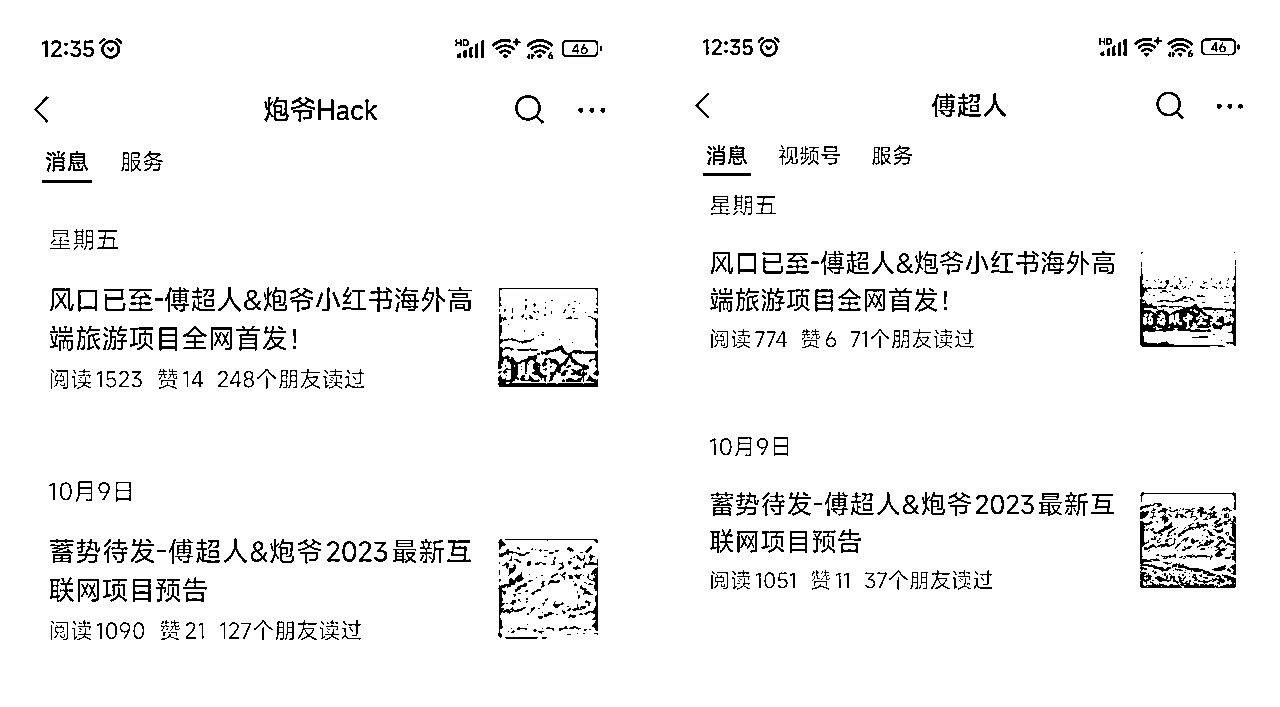 12:35
HD 46
炮爷Hack
消息 服务
星期五
风口已至-傅超人&炮爷小红书海外高
端旅游项目全网首发！
阅读1523 赞14 248个朋友读过
10月9日
蓄势待发-傅超人&炮爷2023最新互
联网项目预告
阅读1090 赞21 127个朋友读过
12:35
HD 46
傅超人
消息 视频号 服务
星期五
风口已至-傅超人&炮爷小红书海外高
端旅游项目全网首发！
阅读774 赞6 71个朋友读过
10月9日
蓄势待发-傅超人&炮爷2023最新互
联网项目预告
阅读1051 赞11 37个朋友读过